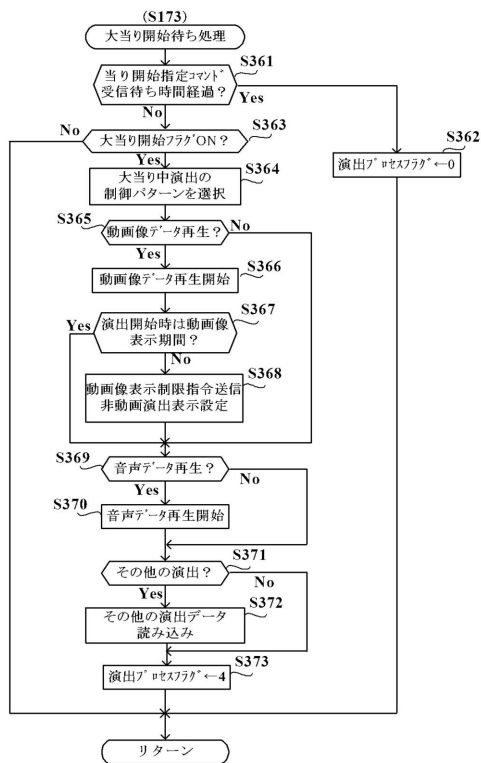 (S173)
大当り開始待ち処理
当り開始指定コマンド
受信待ち時間経過？
S361
Yes
No
大当り開始フラグON？
S363
No
Yes
S362
演出プロセスフラグ←0
大当り中演出の
制御パターンを選択
S364
S365
動画像データ再生？
No
Yes
S366
動画像データ再生開始
S367
演出開始時は動画像
表示期間？
Yes
No
S368
動画像表示制限指令送信
非動画演出表示設定
S369
音声データ再生？
No
Yes
S370
音声データ再生開始
S371
その他の演出？
No
Yes
S372
その他の演出データ
読み込み
S373
演出プロセスフラグ←4
リターン